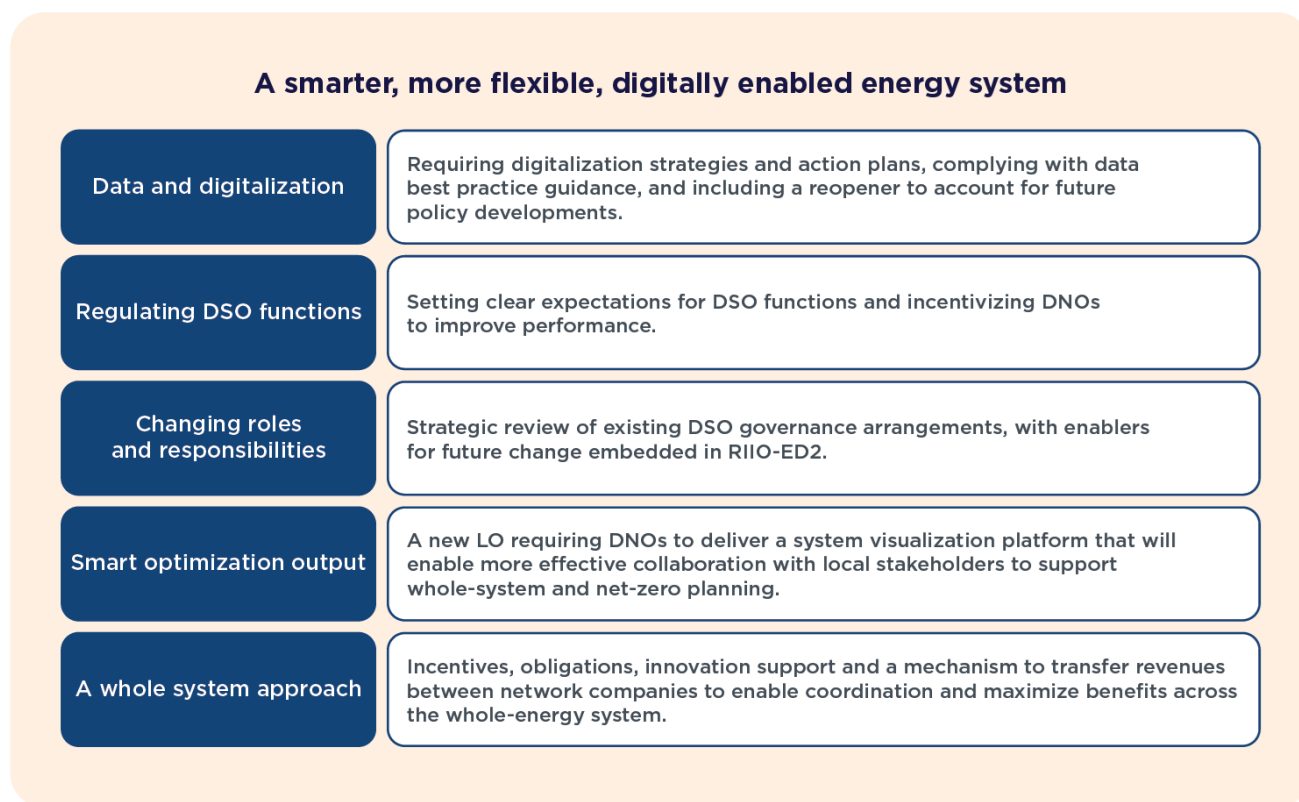 A smarter, more flexible, digitally enabled energy system
Data and digitalization
Requiring digitalization strategies and action plans, complying with data
best practice guidance, and including a reopener to account for future
policy developments.
Regulating DSO functions
Setting clear expectations for DSO functions and incentivizing DNOs
to improve performance.
Changing roles
and responsibilities
Strategic review of existing DSO governance arrangements, with enablers
for future change embedded in RIIO-ED2.
Smart optimization output
A new LO requiring DNOs to deliver a system visualization platform that will
enable more effective collaboration with local stakeholders to support
whole-system and net-zero planning.
A whole system approach
Incentives, obligations, innovation support and a mechanism to transfer revenues
between network companies to enable coordination and maximize benefits across
the whole-energy system.